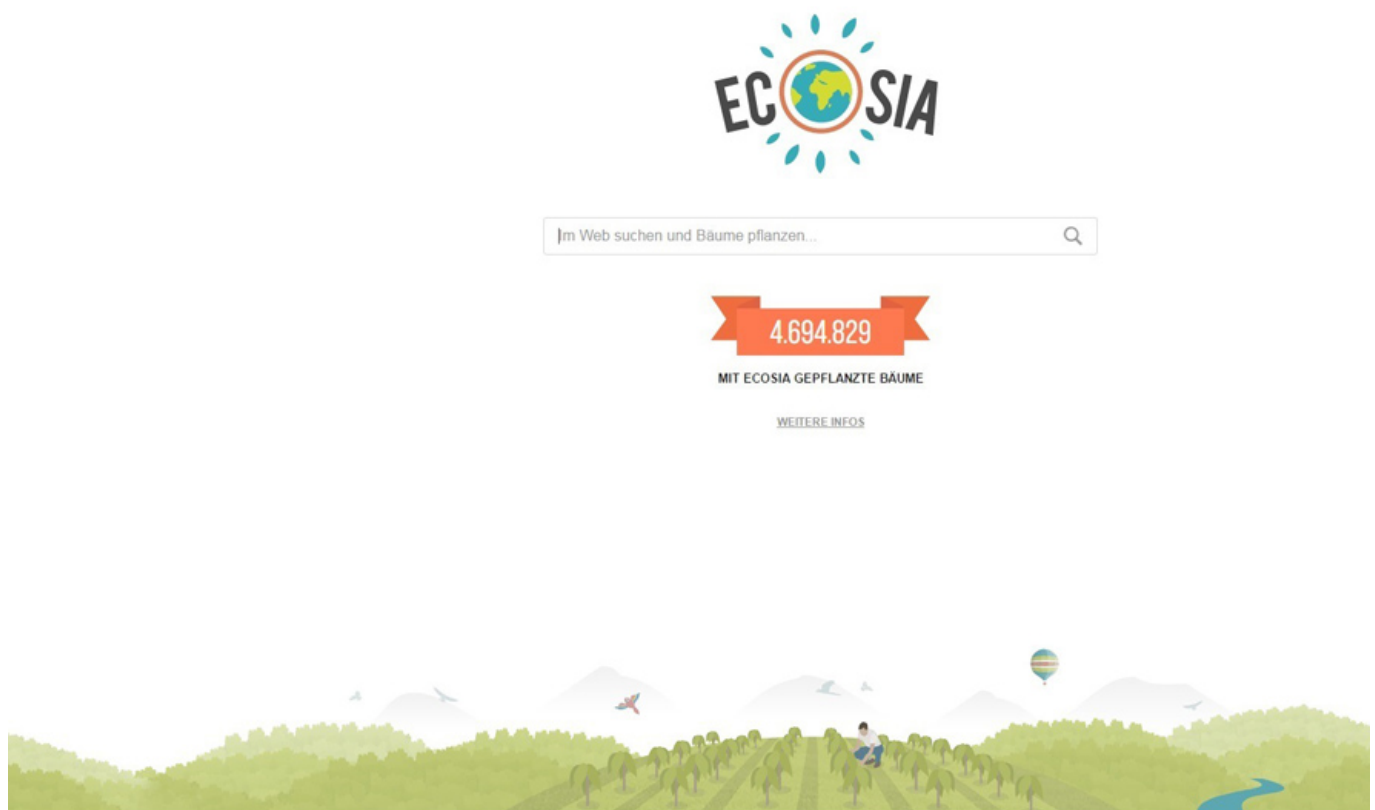 ECOSIA
Im Web suchen und Bäume pflanzen...
4.694.829
MIT ECOSIA GEPFLANZTE BÄUME
WEITERE INFOS